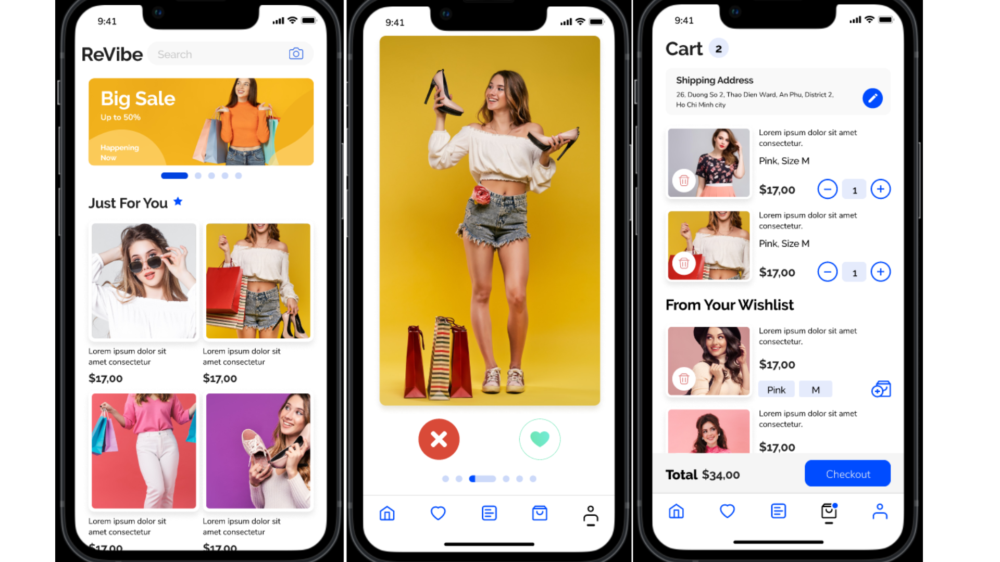 9:41
ReVibe
Search
Big Sale
Up to 50%
Happening
Now
Just For You
Lorem ipsum dolor sit
amet consectetur
$17,00
Lorem ipsum dolor sit
amet consectetur
$17,00
Lorem ipsum dolor sit
amet consectetur
$17,00
Lorem ipsum dolor sit
amet consectetur
$17,00
9:41
9:41
Cart 2
Shipping Address
26, Duong So 2, Thao Dien Ward, An Phu, District 2,
Ho Chi Minh city
Lorem ipsum dolor sit amet
consectetur.
Pink, Size M
$17,00
1
Lorem ipsum dolor sit amet
consectetur.
Pink, Size M
$17,00
1
From Your Wishlist
Lorem ipsum dolor sit amet
consectetur.
$17,00
Pink M
Lorem ipsum dolor sit amet
consectetur.
$17,00
Total $34,00
Checkout